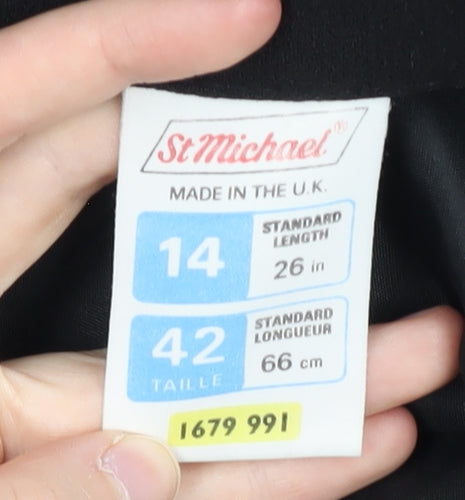 St Michael ®
MADE IN THE U.K.
14
STANDARD
LENGTH
26 in
42
TAILLE
STANDARD
LONGUEUR
66 cm
1679 991